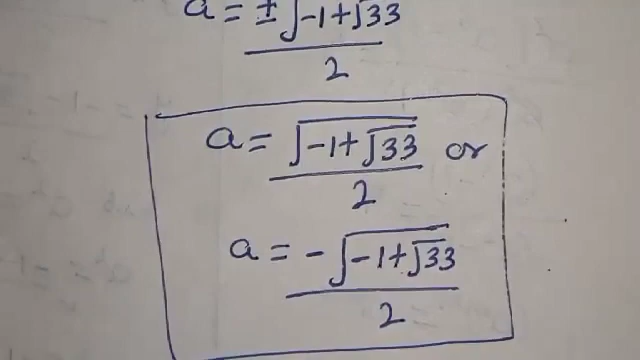 a = ±√-1+√33
2
a = √-1+√33 or
2
a = -√-1+√33
2